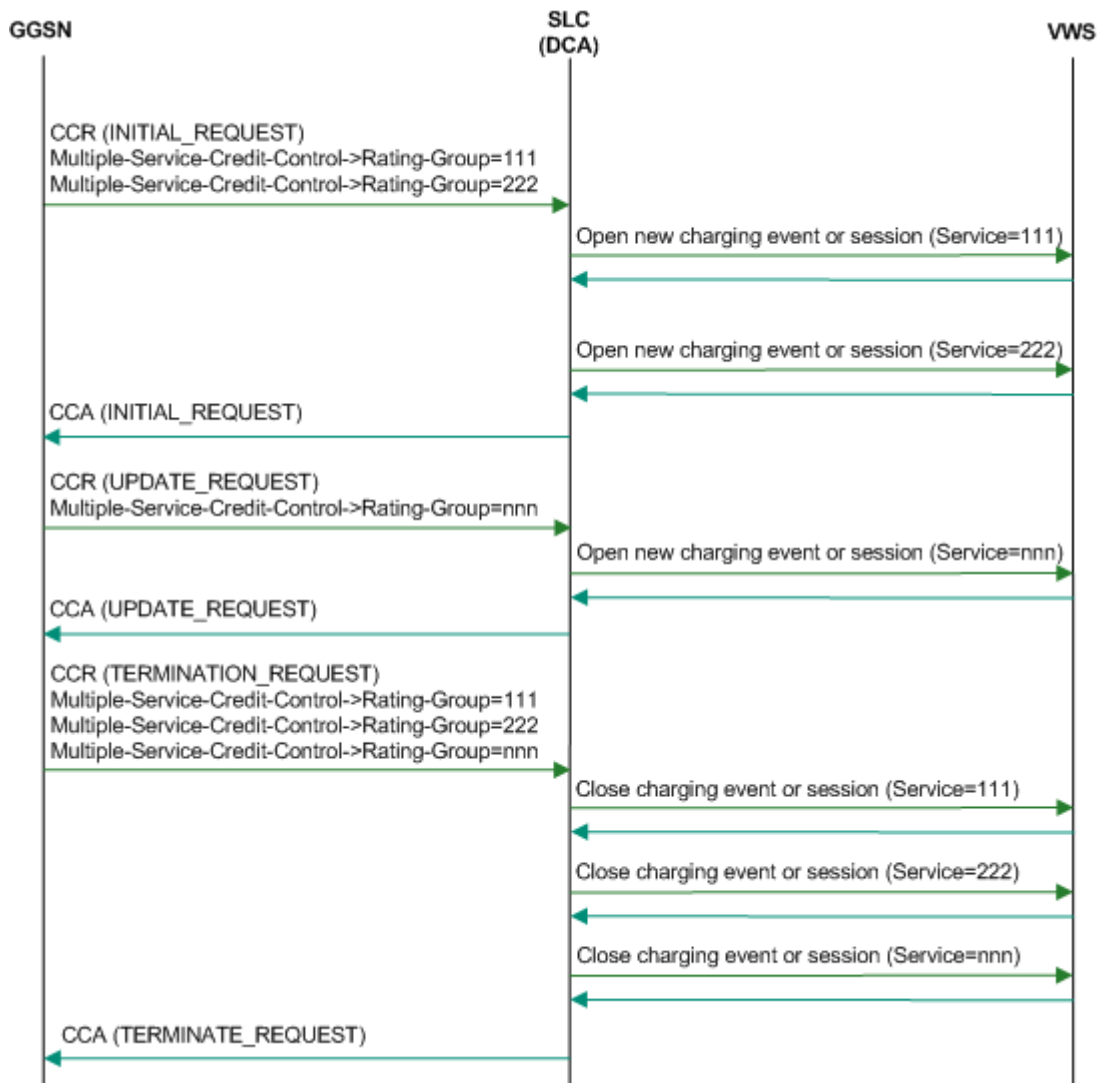 GGSN
SLC
(DCA)
VWS
CCR (INITIAL_REQUEST)
Multiple-Service-Credit-Control->Rating-Group=111
Multiple-Service-Credit-Control->Rating-Group=222
Open new charging event or session (Service=111)
Open new charging event or session (Service=222)
CCA (INITIAL_REQUEST)
CCR (UPDATE_REQUEST)
Multiple-Service-Credit-Control->Rating-Group=nnn
Open new charging event or session (Service=nnn)
CCA (UPDATE_REQUEST)
CCR (TERMINATION_REQUEST)
Multiple-Service-Credit-Control->Rating-Group=111
Multiple-Service-Credit-Control->Rating-Group=222
Multiple-Service-Credit-Control->Rating-Group=nnn
Close charging event or session (Service=111)
Close charging event or session (Service=222)
Close charging event or session (Service=nnn)
CCA (TERMINATE_REQUEST)